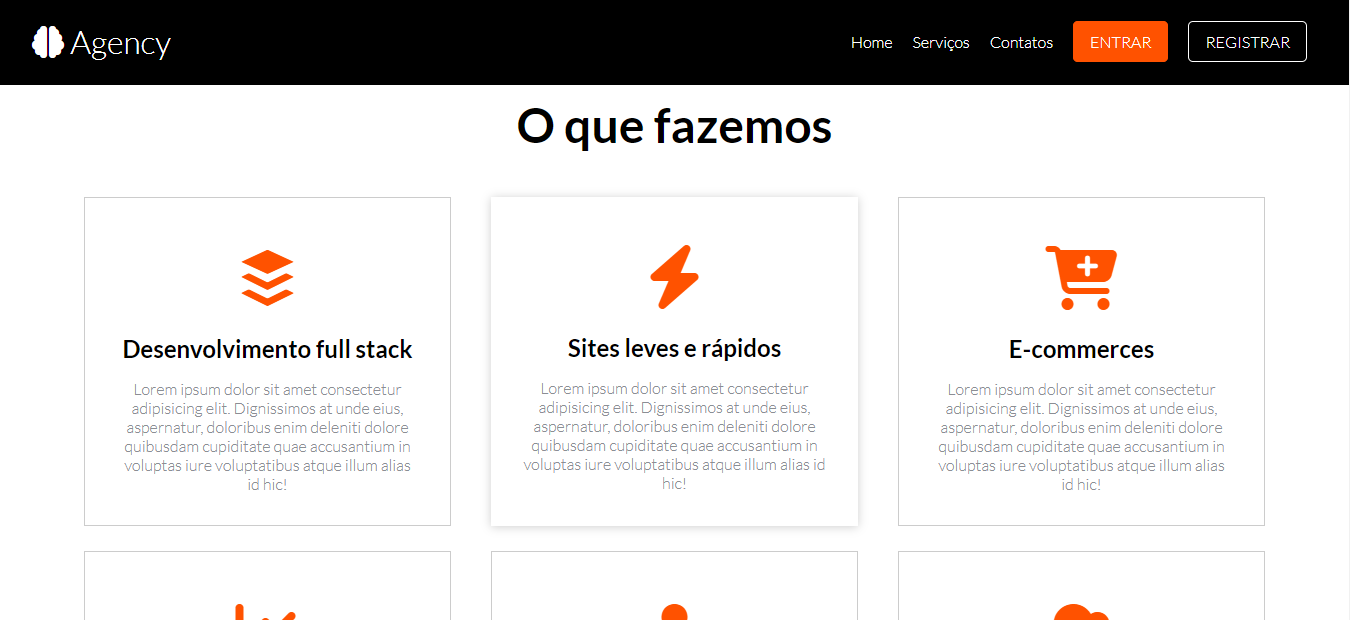 Agency
Home Serviços Contatos ENTRAR REGISTRAR
O que fazemos
Desenvolvimento full stack
Lorem ipsum dolor sit amet consectetur
adipisicing elit. Dignissimos at unde eius,
aspernatur, doloribus enim deleniti dolore
quibusdam cupiditate quae accusantium in
voluptas iure voluptatibus atque illum alias
id hic!
Sites leves e rápidos
Lorem ipsum dolor sit amet consectetur
adipisicing elit. Dignissimos at unde eius,
aspernatur, doloribus enim deleniti dolore
quibusdam cupiditate quae accusantium in
voluptas iure voluptatibus atque illum alias id
hic!
E-commerces
Lorem ipsum dolor sit amet consectetur
adipisicing elit. Dignissimos at unde eius,
aspernatur, doloribus enim deleniti dolore
quibusdam cupiditate quae accusantium in
voluptas iure voluptatibus atque illum alias
id hic!